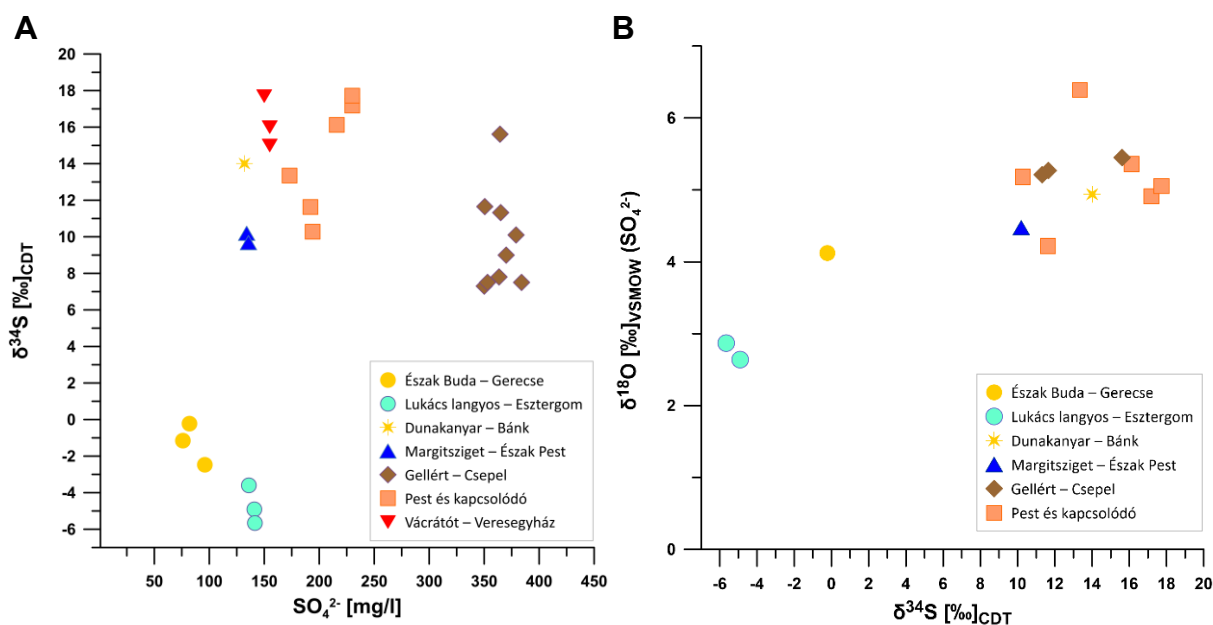 A
20
18
16
14
12
10
8
6
4
2
0
-2
-4
-6
δ³⁴S [‰]CDT
50 100 150 200 250 300 350 400 450
SO₄²⁻ [mg/l]
Észak Buda – Gerecse
Lukács langyos – Esztergom
Dunakanyar – Bánk
Margitsziget – Észak Pest
Gellért – Csepel
Pest és kapcsolódó
Vácrátót – Veresegyház
B
6
4
2
0
δ¹⁸O [‰]VSMOW (SO₄²⁻)
-6 -4 -2 0 2 4 6 8 10 12 14 16 18 20
δ³⁴S [‰]CDT
Észak Buda – Gerecse
Lukács langyos – Esztergom
Dunakanyar – Bánk
Margitsziget – Észak Pest
Gellért – Csepel
Pest és kapcsolódó